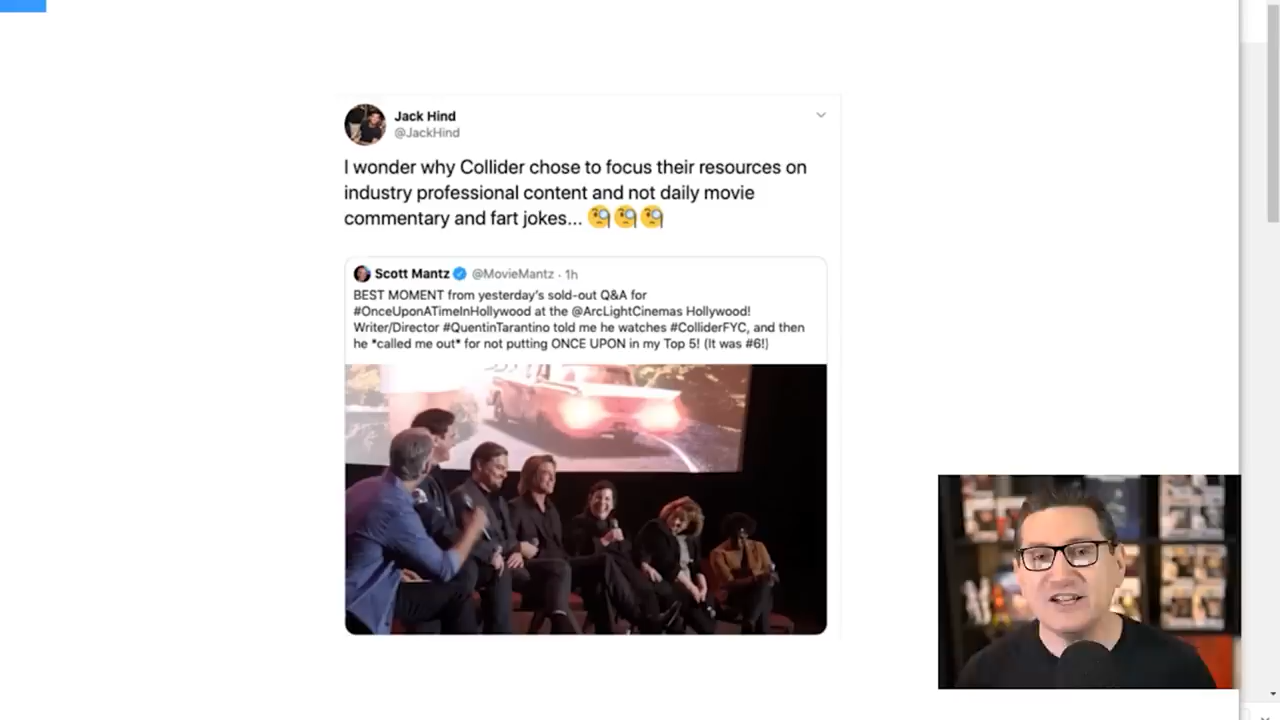 Jack Hind
@JackHind
I wonder why Collider chose to focus their resources on
industry professional content and not daily movie
commentary and fart jokes... 🧐🧐🧐
Scott Mantz @MovieMantz · 1h
BEST MOMENT from yesterday's sold-out Q&A for
#OnceUponATimeInHollywood at the @ArcLightCinemas Hollywood!
Writer/Director #QuentinTarantino told me he watches #ColliderFYC, and then
he *called me out* for not putting ONCE UPON in my Top 5! (It was #6!)